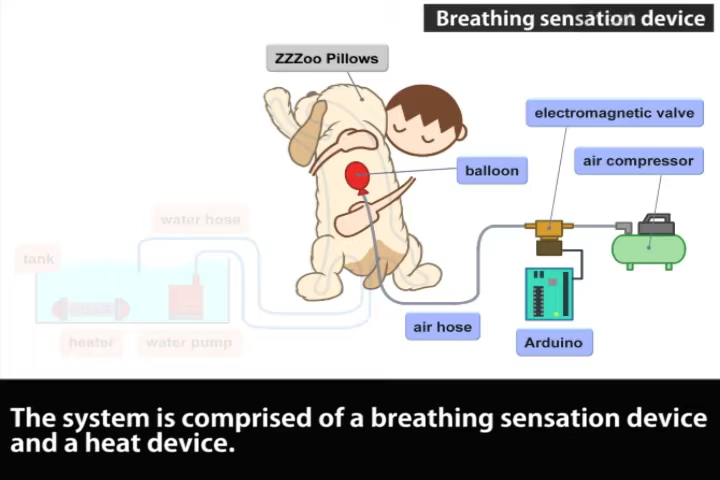 Breathing sensation device
ZZZoo Pillows
electromagnetic valve
air compressor
balloon
water hose
tank
air hose
heater
water pump
Arduino
The system is comprised of a breathing sensation device
and a heat device.